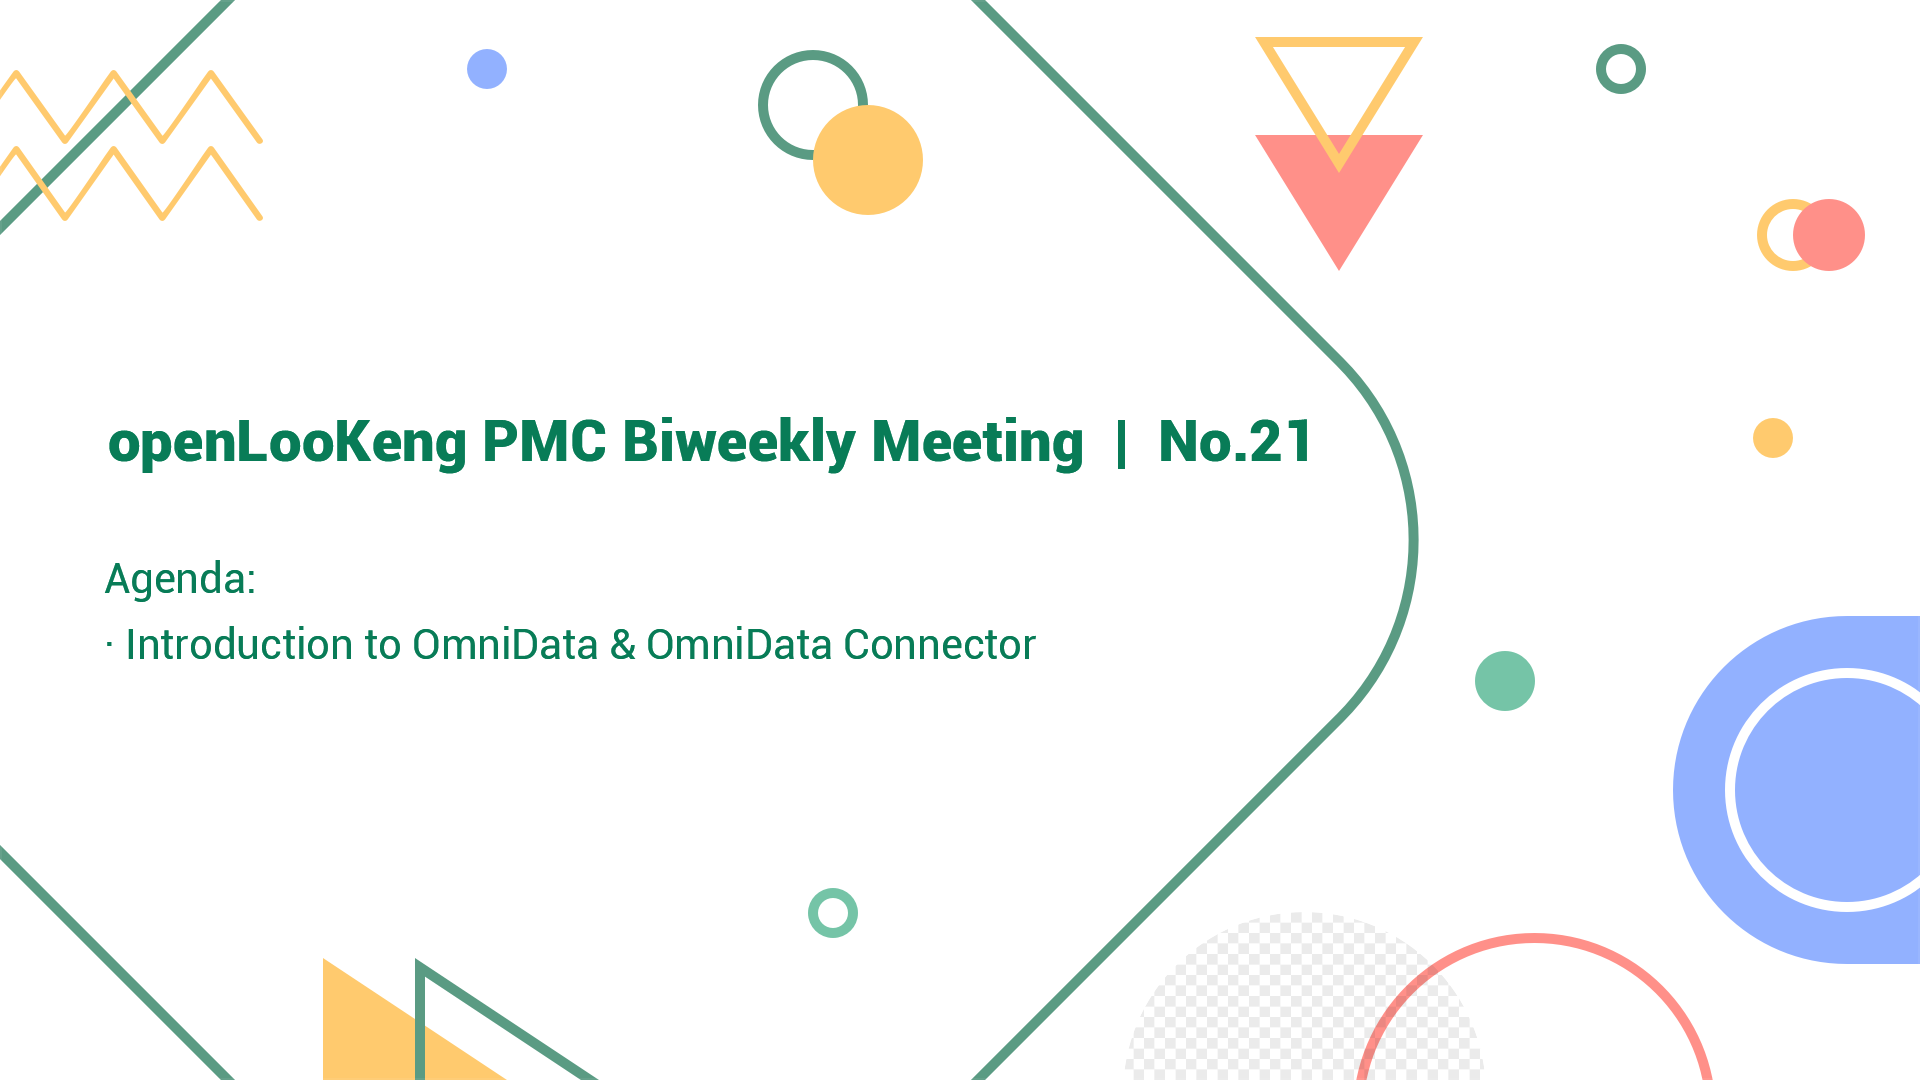 openLooKeng PMC Biweekly Meeting | No.21
Agenda:
· Introduction to OmniData & OmniData Connector